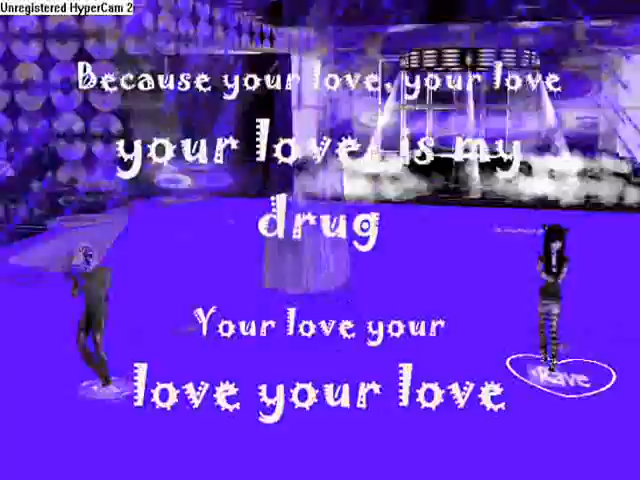 Unregistered HyperCam 2
Because your love, your love
your love is my
drug
Your love your
love your love
Rave